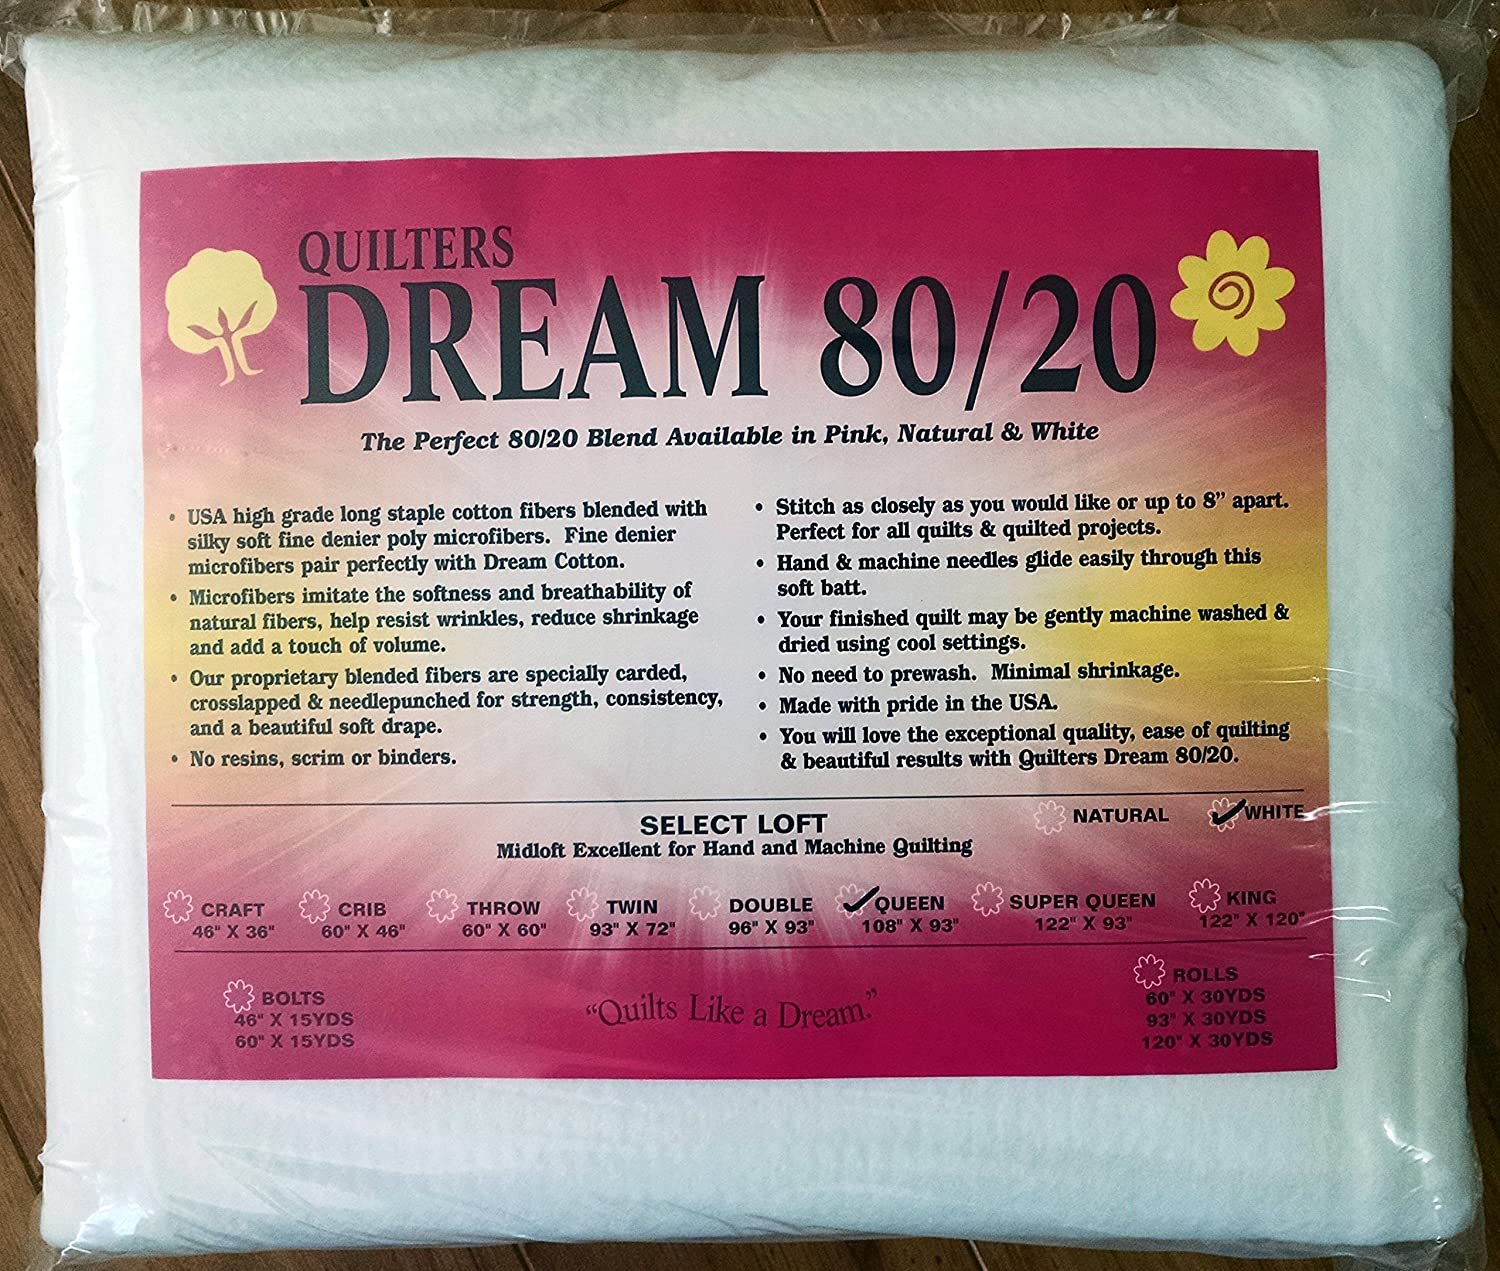 QUILTERS
DREAM 80/20
The Perfect 80/20 Blend Available in Pink, Natural & White
• USA high grade long staple cotton fibers blended with
silky soft fine denier poly microfibers. Fine denier
microfibers pair perfectly with Dream Cotton.
• Microfibers imitate the softness and breathability of
natural fibers, help resist wrinkles, reduce shrinkage
and add a touch of volume.
• Our proprietary blended fibers are specially carded,
crosslapped & needlepunched for strength, consistency,
and a beautiful soft drape.
• No resins, scrim or binders.
• Stitch as closely as you would like or up to 8" apart.
Perfect for all quilts & quilted projects.
• Hand & machine needles glide easily through this
soft batt.
• Your finished quilt may be gently machine washed &
dried using cool settings.
• No need to prewash. Minimal shrinkage.
• Made with pride in the USA.
• You will love the exceptional quality, ease of quilting
& beautiful results with Quilters Dream 80/20.
NATURAL WHITE
SELECT LOFT
Midloft Excellent for Hand and Machine Quilting
CRAFT
46" X 36"
CRIB
60" X 46"
THROW
60" X 60"
TWIN
93" X 72"
DOUBLE
96" X 93"
QUEEN
108" X 93"
SUPER QUEEN
122" X 93"
KING
122" X 120"
BOLTS
46" X 15YDS
60" X 15YDS
"Quilts Like a Dream."
ROLLS
60" X 30YDS
93" X 30YDS
120" X 30YDS